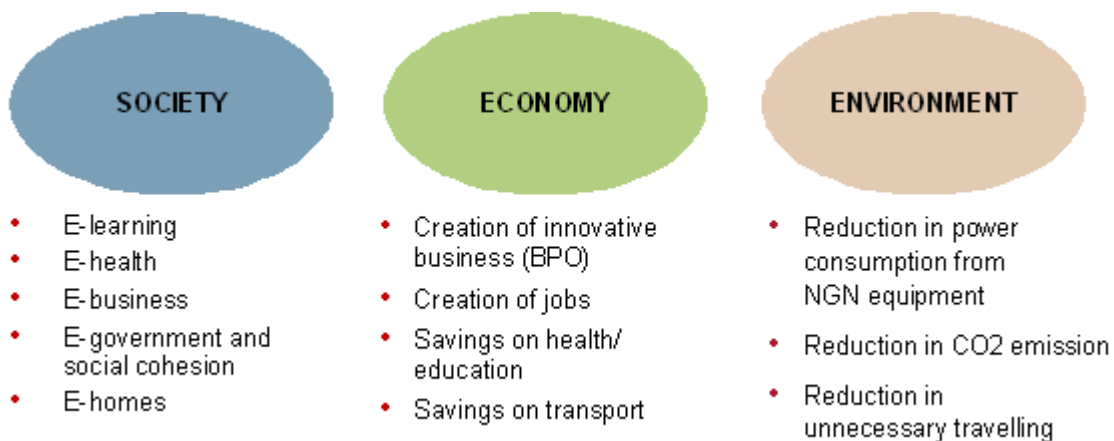 SOCIETY
E-learning
E-health
E-business
E-government and
social cohesion
E-homes
ECONOMY
Creation of innovative
business (BPO)
Creation of jobs
Savings on health/
education
Savings on transport
ENVIRONMENT
Reduction in power
consumption from
NGN equipment
Reduction in CO2 emission
Reduction in
unnecessary travelling